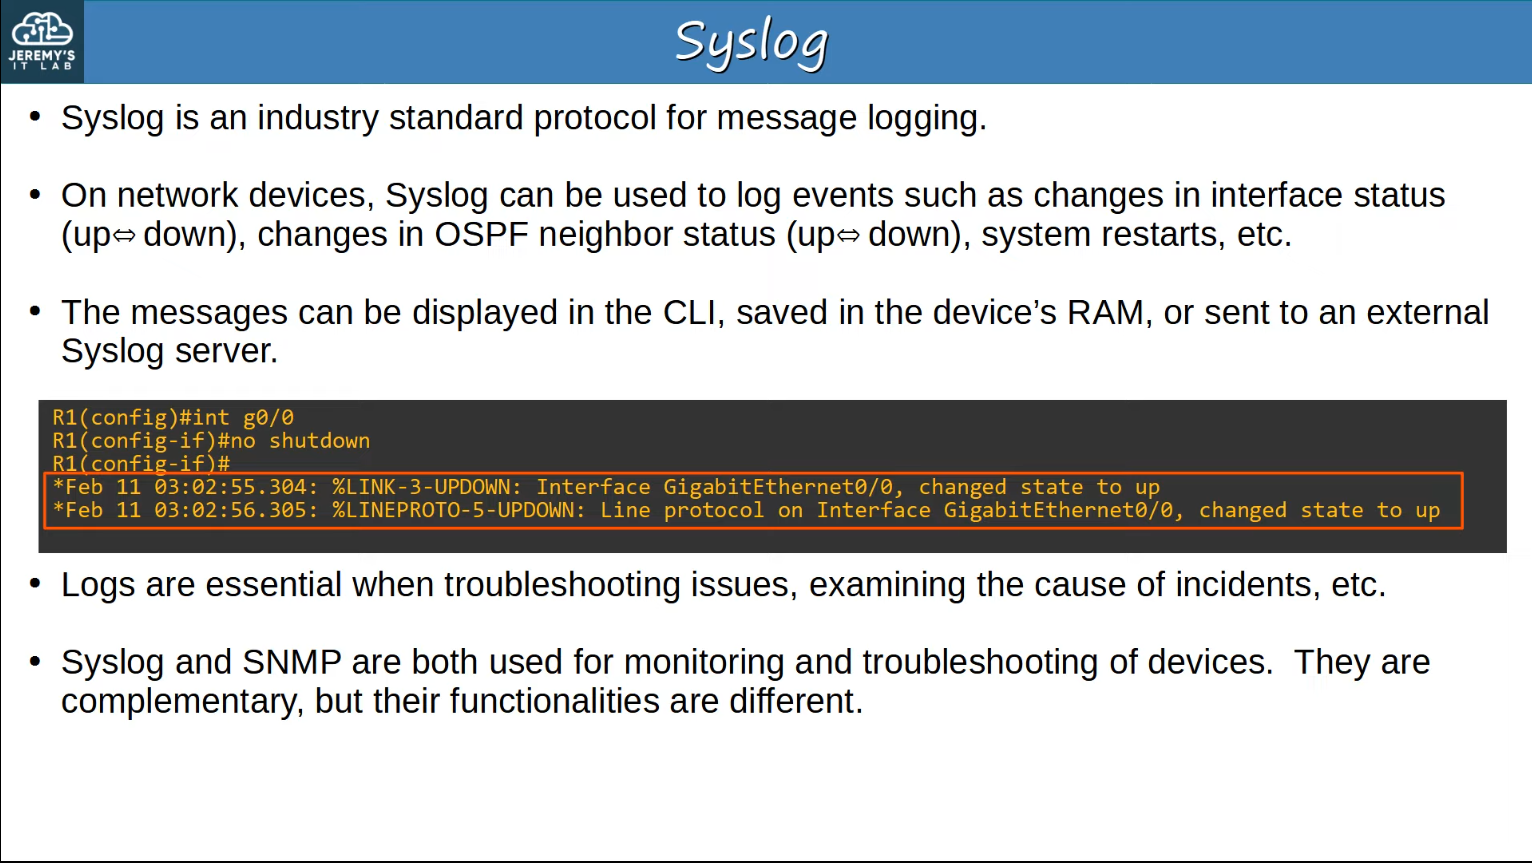 JEREMY'S
IT LAB
Syslog
• Syslog is an industry standard protocol for message logging.
• On network devices, Syslog can be used to log events such as changes in interface status
(up⇔down), changes in OSPF neighbor status (up⇔down), system restarts, etc.
• The messages can be displayed in the CLI, saved in the device’s RAM, or sent to an external
Syslog server.
R1(config)#int g0/0
R1(config-if)#no shutdown
R1(config-if)#
*Feb 11 03:02:55.304: %LINK-3-UPDOWN: Interface GigabitEthernet0/0, changed state to up
*Feb 11 03:02:56.305: %LINEPROTO-5-UPDOWN: Line protocol on Interface GigabitEthernet0/0, changed state to up
• Logs are essential when troubleshooting issues, examining the cause of incidents, etc.
• Syslog and SNMP are both used for monitoring and troubleshooting of devices.  They are
complementary, but their functionalities are different.